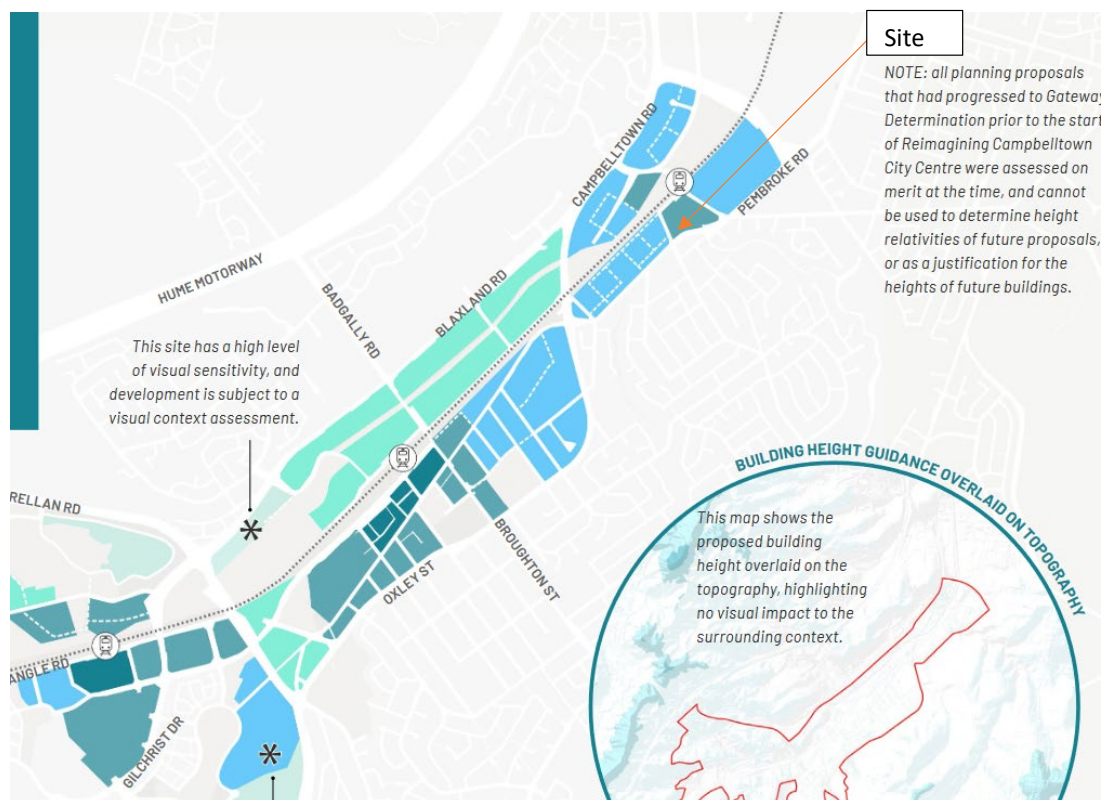 Site
NOTE: all planning proposals
that had progressed to Gateway
Determination prior to the start
of Reimagining Campbelltown
City Centre were assessed on
merit at the time, and cannot
be used to determine height
relativities of future proposals,
or as a justification for the
heights of future buildings.
CAMPBELLTOWN RD
PEMBROKE RD
HUME MOTORWAY
BADGALLY RD
BLAXLAND RD
This site has a high level
of visual sensitivity, and
development is subject to a
visual context assessment.
RELLAN RD
BROUGHTON ST
OXLEY ST
ANGLE RD
GILCHRIST DR
BUILDING HEIGHT GUIDANCE OVERLAID ON TOPOGRAPHY
This map shows the
proposed building
height overlaid on the
topography, highlighting
no visual impact to the
surrounding context.